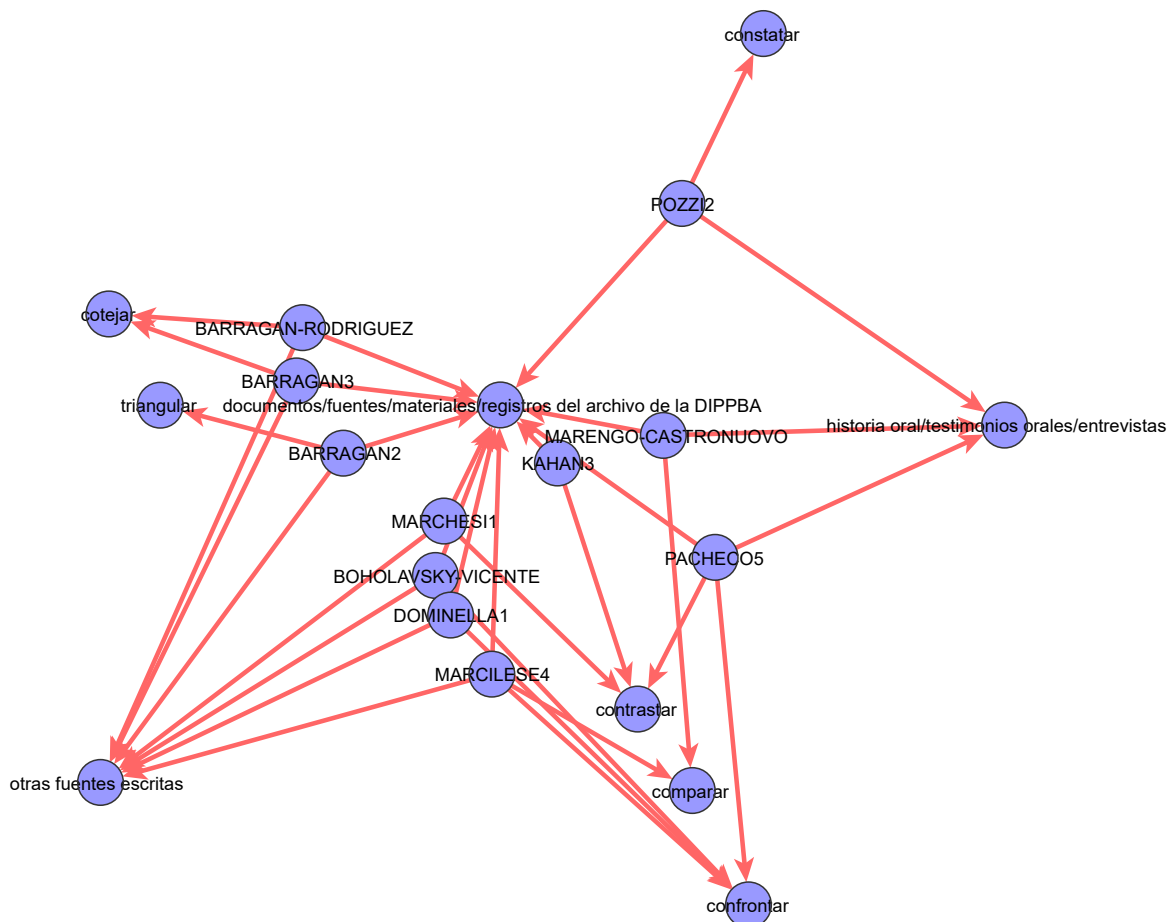 constatar
POZZI2
cotejar
BARRAGAN-RODRIGUEZ
BARRAGAN3
triangular
documentos/fuentes/materiales/registros del archivo de la DIPPBA
historia oral/testimonios orales/entrevistas
MARENGO-CASTRONUOVO
BARRAGAN2
KAHAN3
MARCHESI1
PACHECO5
BOHOLAVSKY-VICENTE
DOMINELLA1
MARCILESE4
contrastar
otras fuentes escritas
comparar
confrontar